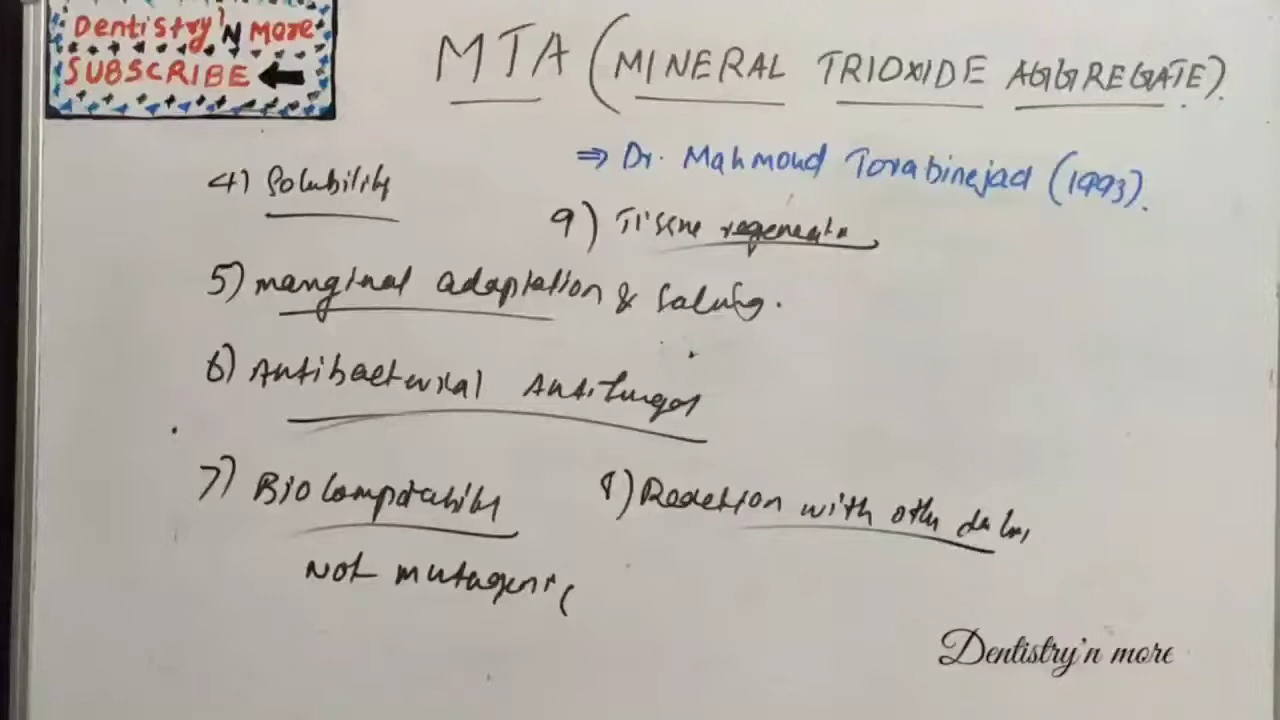 Dentistry'N more
SUBSCRIBE
MTA (MINERAL TRIOXIDE AGGREGATE).
⇒ Dr. Mahmoud Torabinejad (1993).
4) Solubility
9) Tissue regenerate
5) marginal adaptation & Sealing.
6) Antibacterial Antifungal
7) Biocompatability
8) Reaction with other
not mutagenic
Dentistry'n more